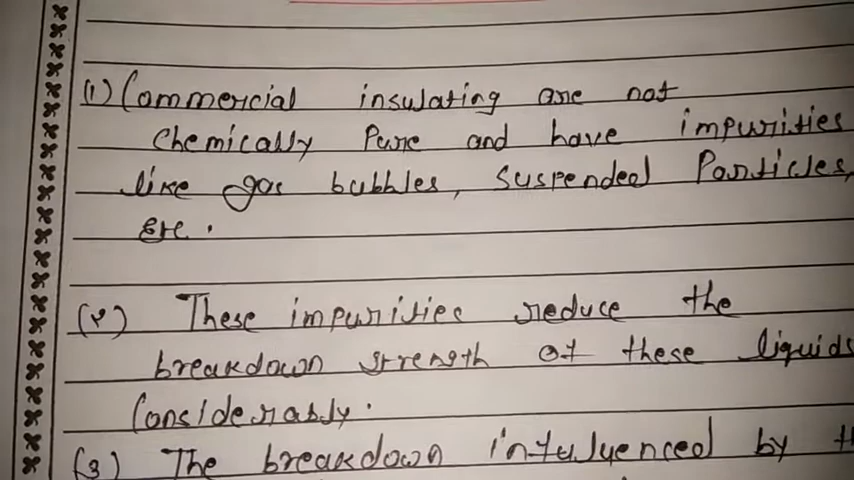 (1) Commercial insulating are not
chemically Pure and have impurities
like gas bubbles, suspended Particles,
etc.
(२) These impurities reduce the
breakdown strength of these liquids
Considerably.
(3) The breakdown influenced by